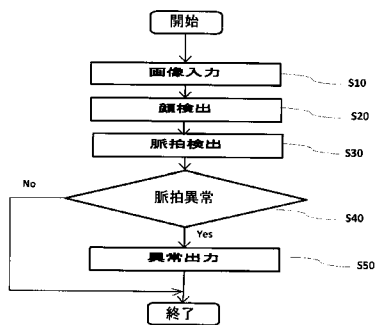 開始
画像入力
S10
顔検出
S20
脈拍検出
S30
No
脈拍異常
S40
Yes
異常出力
S50
終了